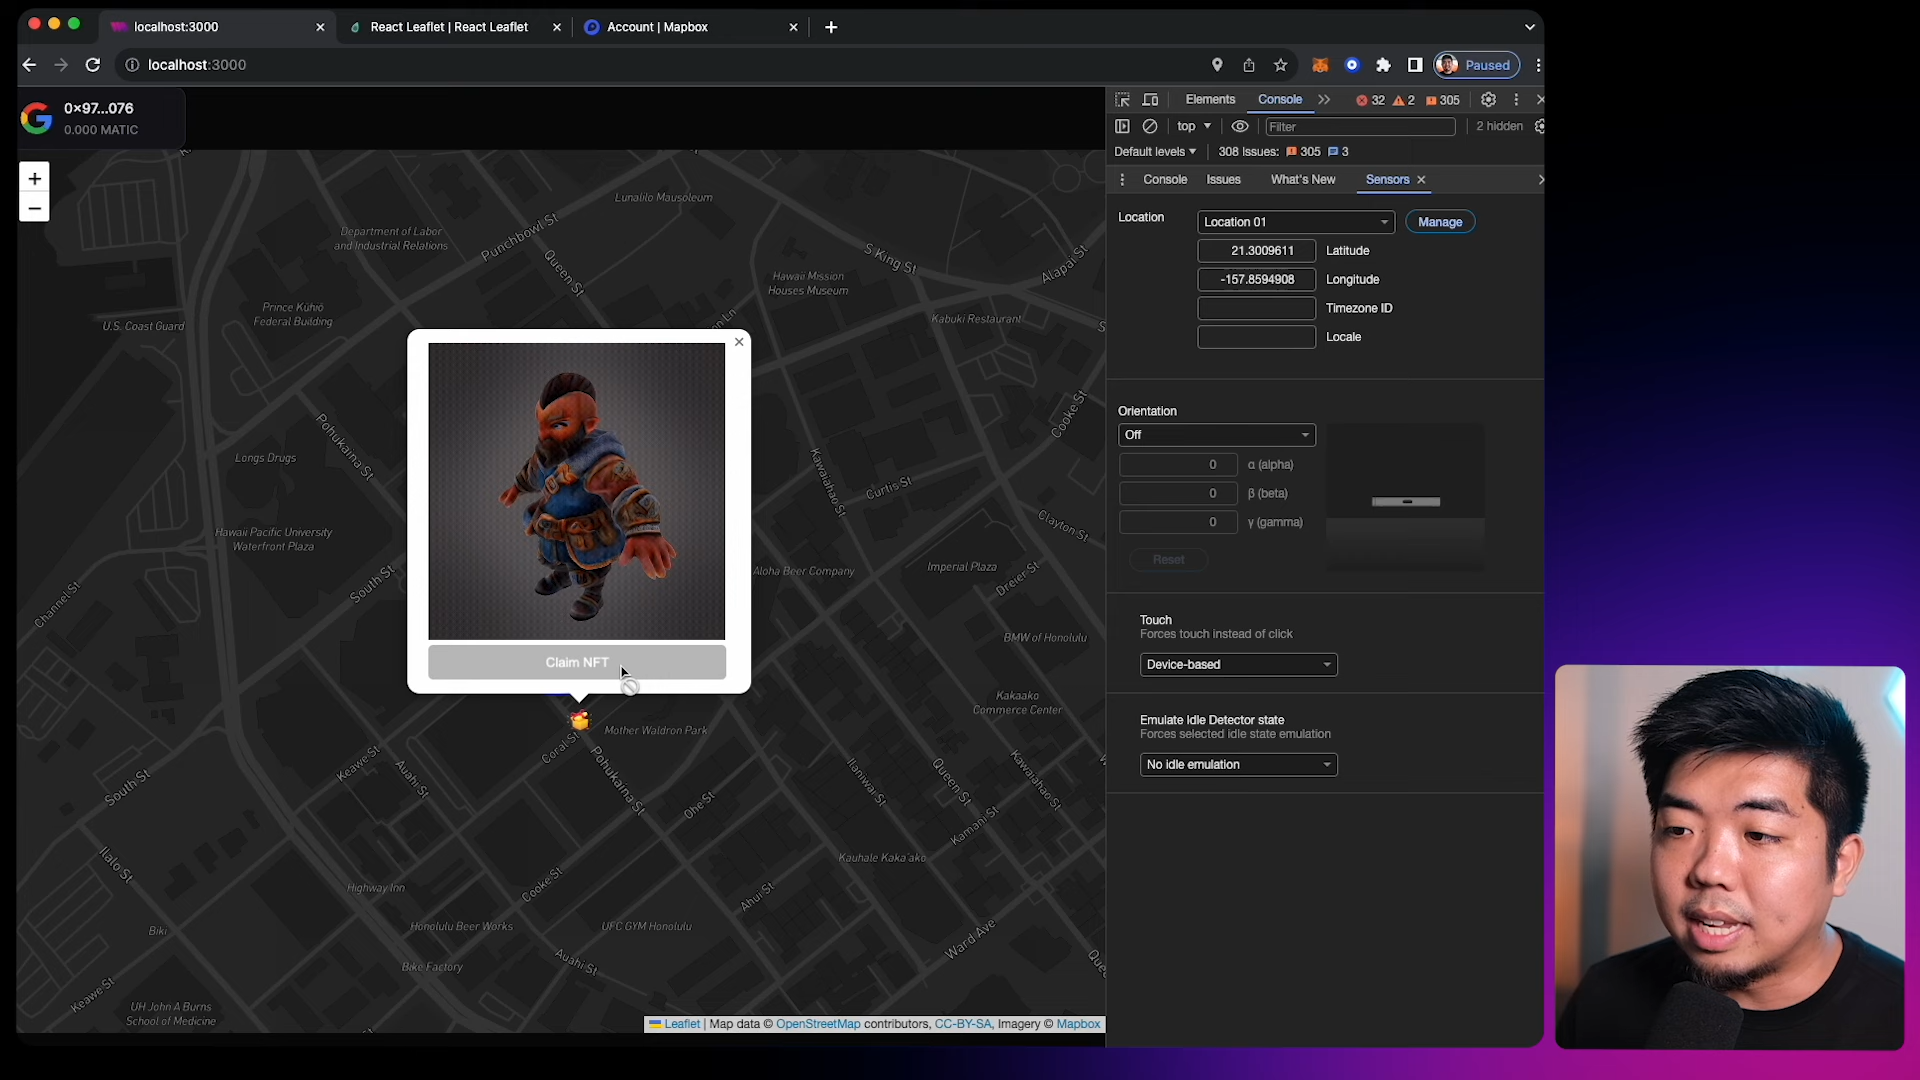 localhost:3000
React Leaflet | React Leaflet
Account | Mapbox
localhost:3000
Paused
0×97...076
0.000 MATIC
+
−
Lunalilo Mausoleum
Department of Labor
and Industrial Relations
Punchbowl St
Queen St
S King St
Alapai St
Hawaii Mission
Houses Museum
Prince Kūhiō
Federal Building
U.S. Coast Guard
Kabuki Restaurant
Cooke St
Pohukaina St
Longs Drugs
Kawaiahao St
Curtis St
Clayton St
Hawaii Pacific University
Waterfront Plaza
South St
Channel St
Aloha Beer Company
Imperial Plaza
Dreier St
BMW of Honolulu
Claim NFT
Kakaako
Commerce Center
Mother Waldron Park
Coral St
Keawe St
Auahi St
South St
Pohukaina St
Ilaniwai St
Queen St
Kawaiahao St
Ohe St
Kamani St
Ilalo St
Kauhale Kakaʻako
Highway Inn
Cooke St
Ahui St
Honolulu Beer Works
UFC GYM Honolulu
Ward Ave
Biki
Bike Factory
Auahi St
Keawe St
UH John A Burns
School of Medicine
Leaflet | Map data © OpenStreetMap contributors, CC-BY-SA, Imagery © Mapbox
Elements
Console
32
2
305
top
Filter
2 hidden
Default levels
308 Issues:
305
3
Console
Issues
What's New
Sensors
Location
Location 01
Manage
21.3009611
Latitude
-157.8594908
Longitude
Timezone ID
Locale
Orientation
Off
0
α (alpha)
0
β (beta)
0
γ (gamma)
Reset
Touch
Forces touch instead of click
Device-based
Emulate Idle Detector state
Forces selected idle state emulation
No idle emulation